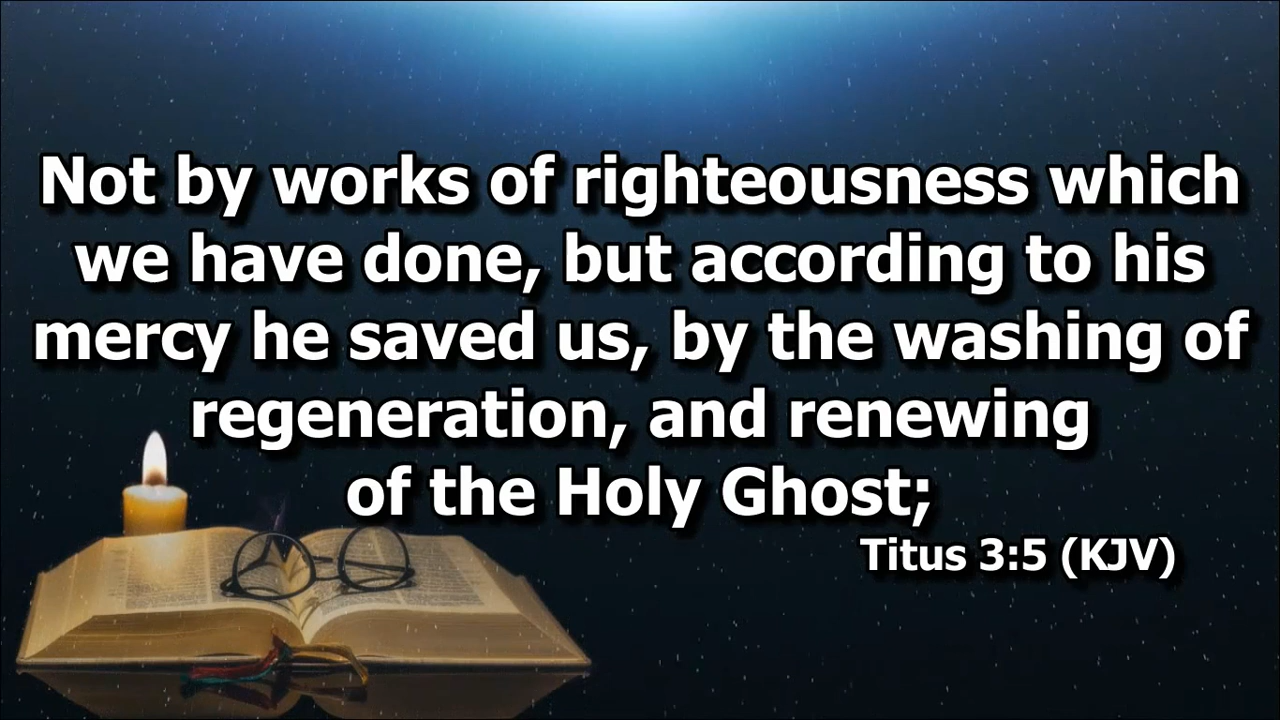 Not by works of righteousness which
we have done, but according to his
mercy he saved us, by the washing of
regeneration, and renewing
of the Holy Ghost;
Titus 3:5 (KJV)